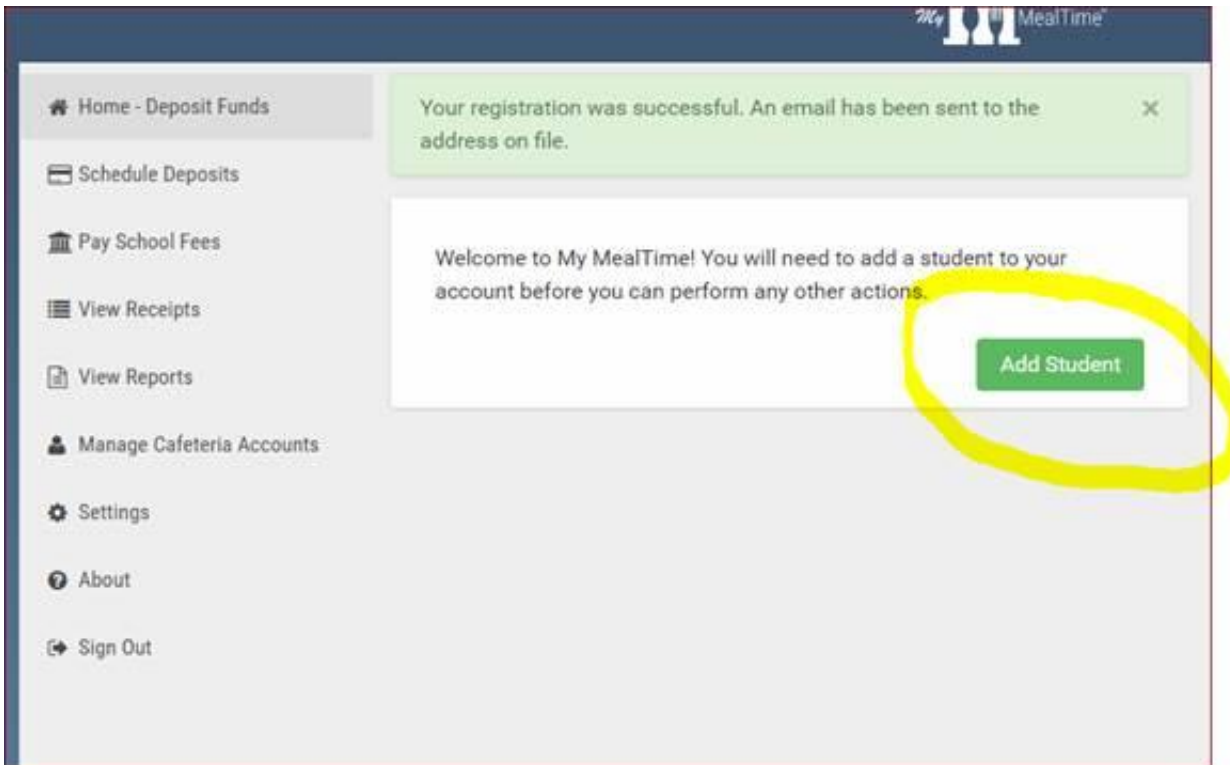 My MealTime
Home - Deposit Funds
Schedule Deposits
Pay School Fees
View Receipts
View Reports
Manage Cafeteria Accounts
Settings
About
Sign Out
Your registration was successful. An email has been sent to the
address on file.
×
Welcome to My MealTime! You will need to add a student to your
account before you can perform any other actions.
Add Student